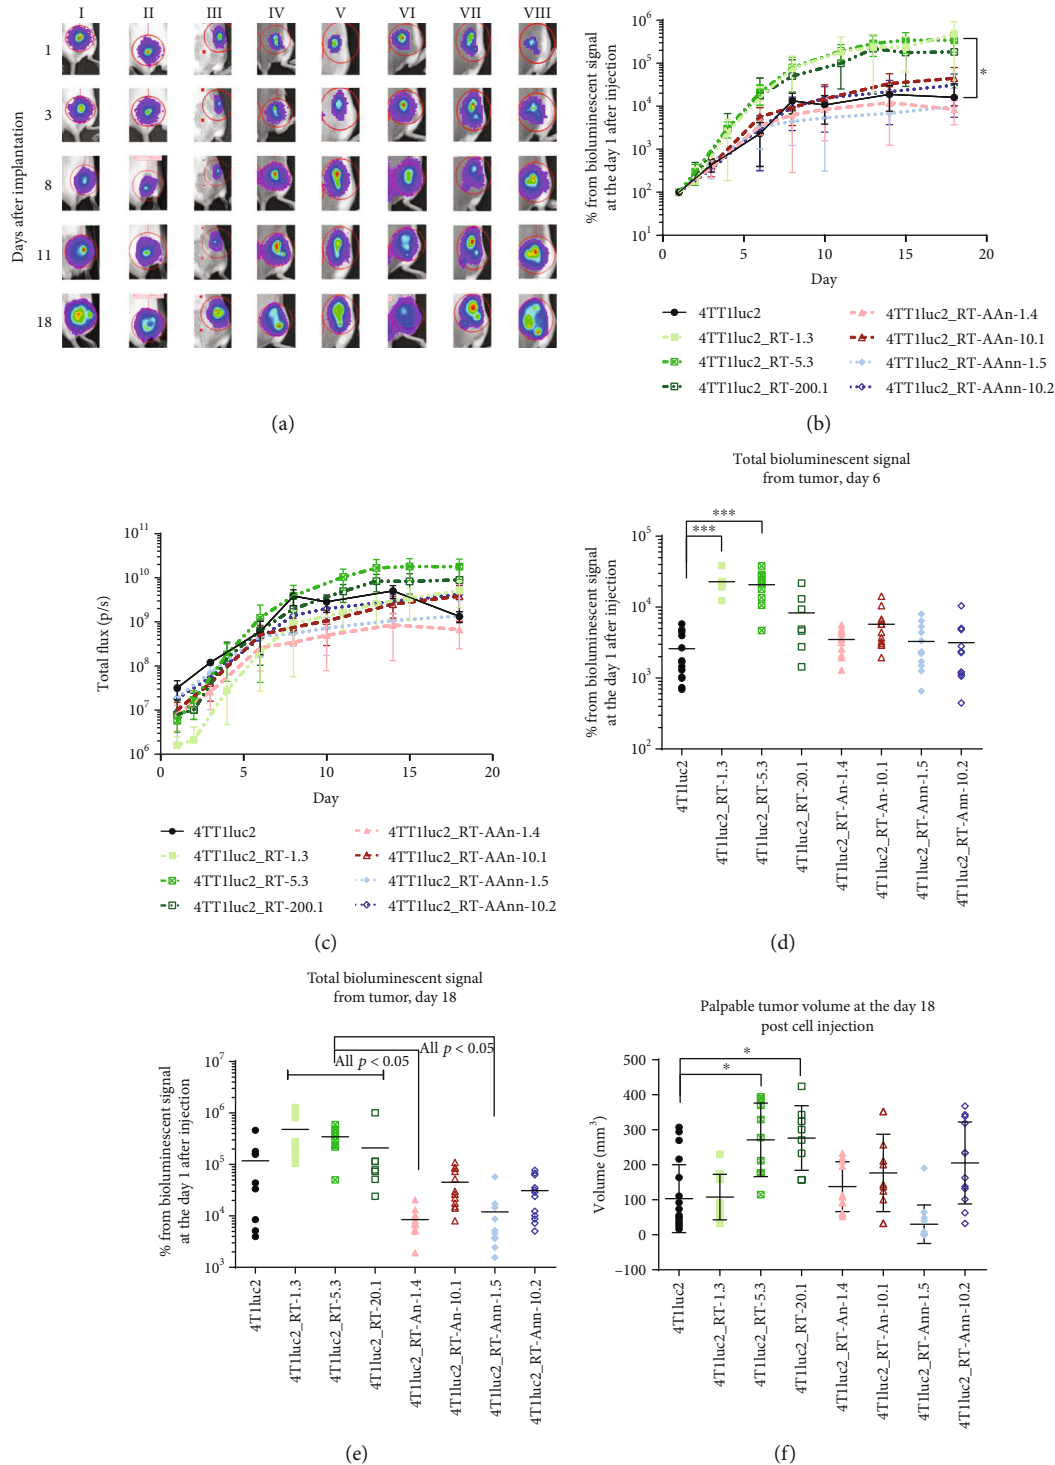 I II III IV V VI VII VIII
Days after implantation
1
3
8
11
18
(a)
% from bioluminescent signal
at the day 1 after injection
10^6
10^5
10^4
10^3
10^2
10^1
*
0 5 10 15 20
Day
4TT1luc2
4TT1luc2_RT-1.3
4TT1luc2_RT-5.3
4TT1luc2_RT-200.1
4TT1luc2_RT-AAn-1.4
4TT1luc2_RT-AAn-10.1
4TT1luc2_RT-AAnn-1.5
4TT1luc2_RT-AAnn-10.2
(b)
Total flux (p/s)
10^11
10^10
10^9
10^8
10^7
10^6
0 5 10 15 20
Day
4TT1luc2
4TT1luc2_RT-1.3
4TT1luc2_RT-5.3
4TT1luc2_RT-200.1
4TT1luc2_RT-AAn-1.4
4TT1luc2_RT-AAn-10.1
4TT1luc2_RT-AAnn-1.5
4TT1luc2_RT-AAnn-10.2
(c)
Total bioluminescent signal
from tumor, day 6
% from bioluminescent signal
at the day 1 after injection
10^5
10^4
10^3
10^2
***
***
4T1luc2
4T1luc2_RT-1.3
4T1luc2_RT-5.3
4T1luc2_RT-20.1
4T1luc2_RT-An-1.4
4T1luc2_RT-An-10.1
4T1luc2_RT-Ann-1.5
4T1luc2_RT-Ann-10.2
(d)
Total bioluminescent signal
from tumor, day 18
% from bioluminescent signal
at the day 1 after injection
10^7
10^6
10^5
10^4
10^3
All p < 0.05
All p < 0.05
4T1luc2
4T1luc2_RT-1.3
4T1luc2_RT-5.3
4T1luc2_RT-20.1
4T1luc2_RT-An-1.4
4T1luc2_RT-An-10.1
4T1luc2_RT-Ann-1.5
4T1luc2_RT-Ann-10.2
(e)
Palpable tumor volume at the day 18
post cell injection
Volume (mm^3)
500
400
300
200
100
0
−100
*
*
4T1luc2
4T1luc2_RT-1.3
4T1luc2_RT-5.3
4T1luc2_RT-20.1
4T1luc2_RT-An-1.4
4T1luc2_RT-An-10.1
4T1luc2_RT-Ann-1.5
4T1luc2_RT-Ann-10.2
(f)